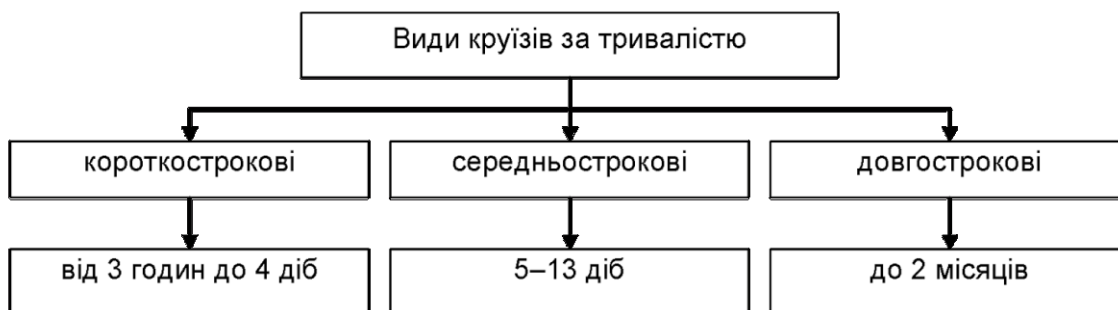 Види круїзів за тривалістю
короткострокові
середньострокові
довгострокові
від 3 годин до 4 діб
5–13 діб
до 2 місяців